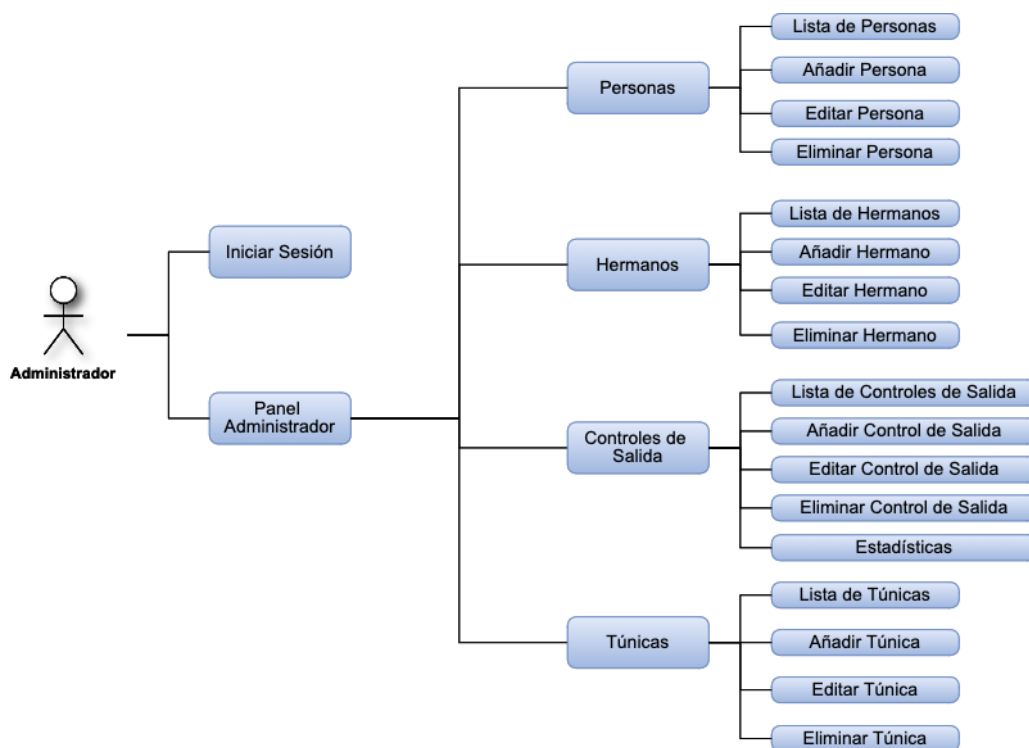 Administrador
Iniciar Sesión
Panel
Administrador
Personas
Lista de Personas
Añadir Persona
Editar Persona
Eliminar Persona
Hermanos
Lista de Hermanos
Añadir Hermano
Editar Hermano
Eliminar Hermano
Controles de
Salida
Lista de Controles de Salida
Añadir Control de Salida
Editar Control de Salida
Eliminar Control de Salida
Estadísticas
Túnicas
Lista de Túnicas
Añadir Túnica
Editar Túnica
Eliminar Túnica